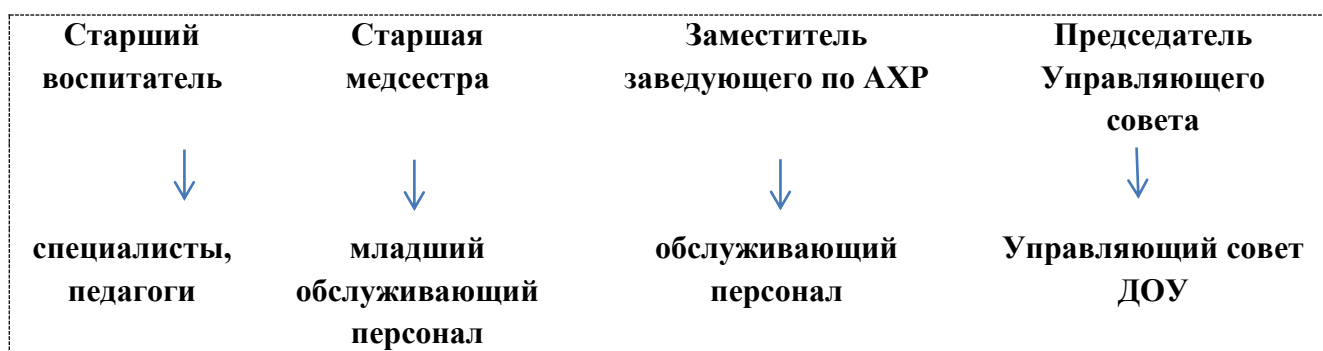 Старший
воспитатель
Старшая
медсестра
Заместитель
заведующего по АХР
Председатель
Управляющего
совета
специалисты,
педагоги
младший
обслуживающий
персонал
обслуживающий
персонал
Управляющий совет
ДОУ